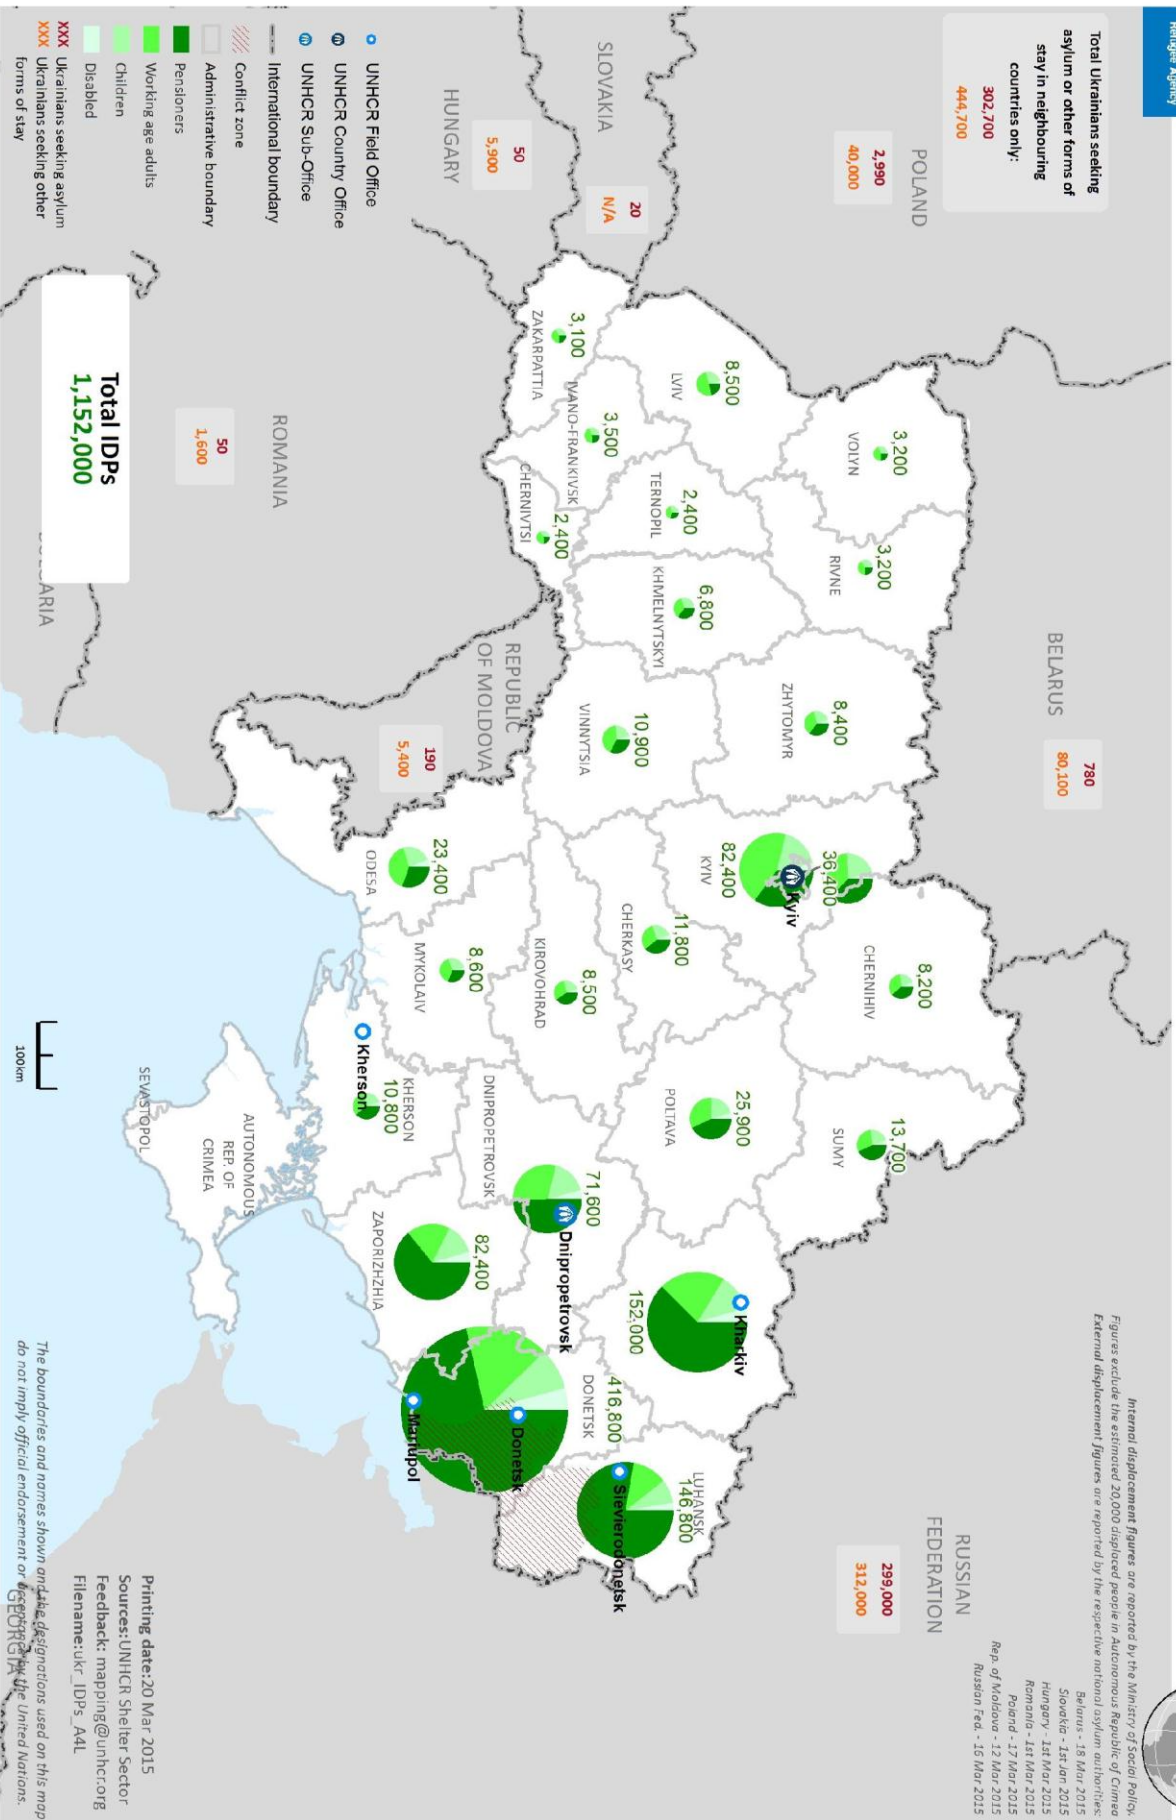 Refugee Agency
Total Ukrainians seeking
asylum or other forms of
stay in neighbouring
countries only:
302,700
444,700
Internal displacement figures are reported by the Ministry of Social Policy.
Figures exclude the estimated 20,000 displaced people in Autonomous Republic of Crimea
External displacement figures are reported by the respective national asylum authorities:
Belarus - 18 Mar 2015
Slovakia - 1st Jan 2015
Hungary - 1st Mar 2015
Romania - 1st Mar 2015
Poland - 17 Mar 2015
Rep. of Moldova - 12 Mar 2015
Russian Fed. - 16 Mar 2015
POLAND
2,990
40,000
BELARUS
780
80,100
RUSSIAN
FEDERATION
299,000
312,000
SLOVAKIA
20
N/A
HUNGARY
50
5,900
ROMANIA
50
1,600
REPUBLIC
OF MOLDOVA
190
5,400
3,200
VOLYN
3,200
RIVNE
8,400
ZHYTOMYR
36,400
Kyiv
82,400
KYIV
8,200
CHERNIHIV
13,700
SUMY
8,500
LVIV
2,400
TERNOPIL
6,800
KHMELNYTSKYI
3,100
ZAKARPATTIA
3,500
IVANO-FRANKIVSK
2,400
CHERNIVTSI
10,900
VINNYTSIA
11,800
CHERKASY
25,900
POLTAVA
Kharkiv
152,000
8,500
KIROVOHRAD
71,600
Dnipropetrovsk
DNIPROPETROVSK
416,800
DONETSK
Donetsk
Mariupol
LUHANSK
146,800
Sievierodonetsk
23,400
ODESA
8,600
MYKOLAIV
KHERSON
10,800
Kherson
82,400
ZAPORIZHZHIA
AUTONOMOUS
REP. OF
CRIMEA
SEVASTOPOL
UNHCR Field Office
UNHCR Country Office
UNHCR Sub-Office
International boundary
Conflict zone
Administrative boundary
Pensioners
Working age adults
Children
Disabled
XXX Ukrainians seeking asylum
XXX Ukrainians seeking other
forms of stay
Total IDPs
1,152,000
100km
Printing date:20 Mar 2015
Sources:UNHCR Shelter Sector
Feedback: mapping@unhcr.org
Filename:ukr_IDPs_A4L
The boundaries and names shown and the designations used on this map
do not imply official endorsement or acceptance by the United Nations.
GEORGIA